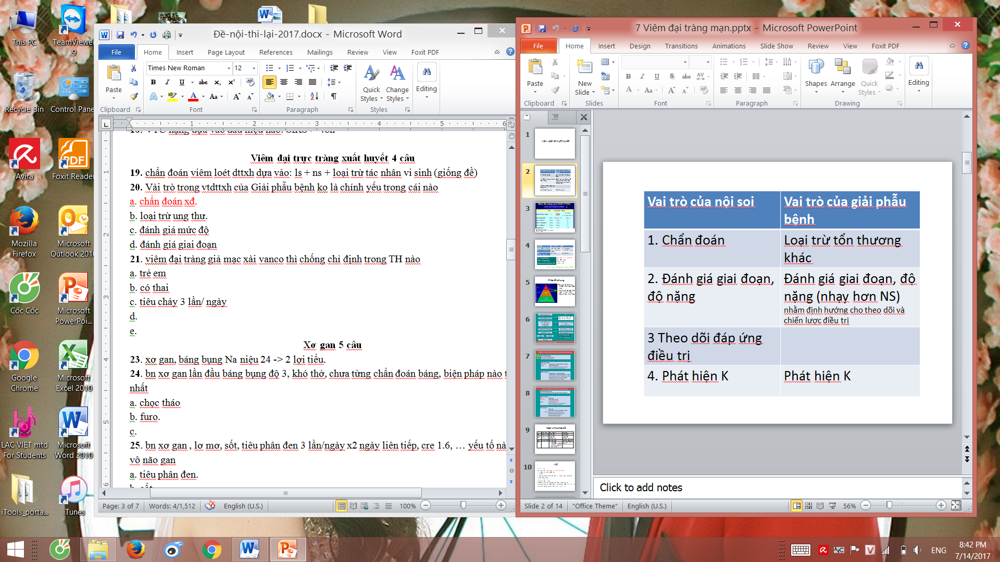 This PC
TeamViewer 9
Recycle Bin
Control Pane
Avira
Foxit Reader
Mozilla Firefox
Microsoft Outlook 2010
Cốc Cốc
Microsoft PowerPoi...
Google Chrome
Microsoft Excel 2010
LAC VIET mtd For Students
Microsoft Word 2010
iTools_porta...
iTunes
Đề-nội-thi-lại-2017.docx - Microsoft Word
File Home Insert Page Layout References Mailings Review View Foxit PDF
Times New Roman 12
Paste Quick Styles Change Styles Editing
Clipboard Font Paragraph Styles
Viêm đại trực tràng xuất huyết 4 câu
19. chẩn đoán viêm loét dttxh dựa vào: ls + ns + loại trừ tác nhân vi sinh (giống đề)
20. Vài trò trong vtdttxh của Giải phẫu bệnh ko là chính yếu trong cái nào
a. chẩn đoán xđ.
b. loại trừ ung thư.
c. đánh giá mức độ
d. đánh giá giai đoạn
21. viêm đại tràng giả mạc xài vanco thì chống chỉ định trong TH nào
a. trẻ em
b. có thai
c. tiêu chảy 3 lần/ ngày
d.
e.
Xơ gan 5 câu
23. xơ gan, báng bụng Na niệu 24 -> 2 lợi tiểu.
24. bn xơ gan lần đầu báng bụng độ 3, khó thở, chưa từng chẩn đoán báng, biện pháp nào t
nhất
a. chọc tháo
b. furo.
c.
25. bn xơ gan , lơ mơ, sốt, tiêu phân đen 3 lần/ngày x2 ngày liên tiếp, cre 1.6, … yếu tố nà
vô não gan
a. tiêu phân đen.
Page: 3 of 7 Words: 4/1,512 English (U.S.) 100%
7 Viêm đại tràng mạn.pptx - Microsoft PowerPoint
File Home Insert Design Transitions Animations Slide Show Review View Foxit PDF
Paste New Slide Shapes Arrange Quick Styles Editing
Clipboard Slides Font Paragraph Drawing
1
2
3
4
5
6
7
8
9
10
Vai trò của nội soi
Vai trò của giải phẫu bệnh
1. Chẩn đoán
Loại trừ tổn thương khác
2. Đánh giá giai đoạn, độ nặng
Đánh giá giai đoạn, độ nặng (nhạy hơn NS)
nhằm định hướng cho theo dõi và chiến lược điều trị
3 Theo dõi đáp ứng điều trị
4. Phát hiện K
Phát hiện K
Click to add notes
Slide 2 of 14 "Office Theme" English (U.S.) 56%
ENG
8:42 PM
7/14/2017